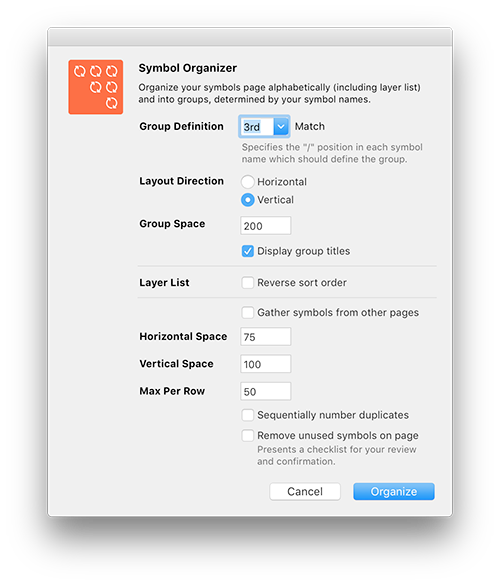 Symbol Organizer
Organize your symbols page alphabetically (including layer list)
and into groups, determined by your symbol names.
Group Definition 3rd Match
Specifies the "/" position in each symbol
name which should define the group.
Layout Direction Horizontal
Vertical
Group Space 200
Display group titles
Layer List Reverse sort order
Gather symbols from other pages
Horizontal Space 75
Vertical Space 100
Max Per Row 50
Sequentially number duplicates
Remove unused symbols on page
Presents a checklist for your review
and confirmation.
Cancel Organize